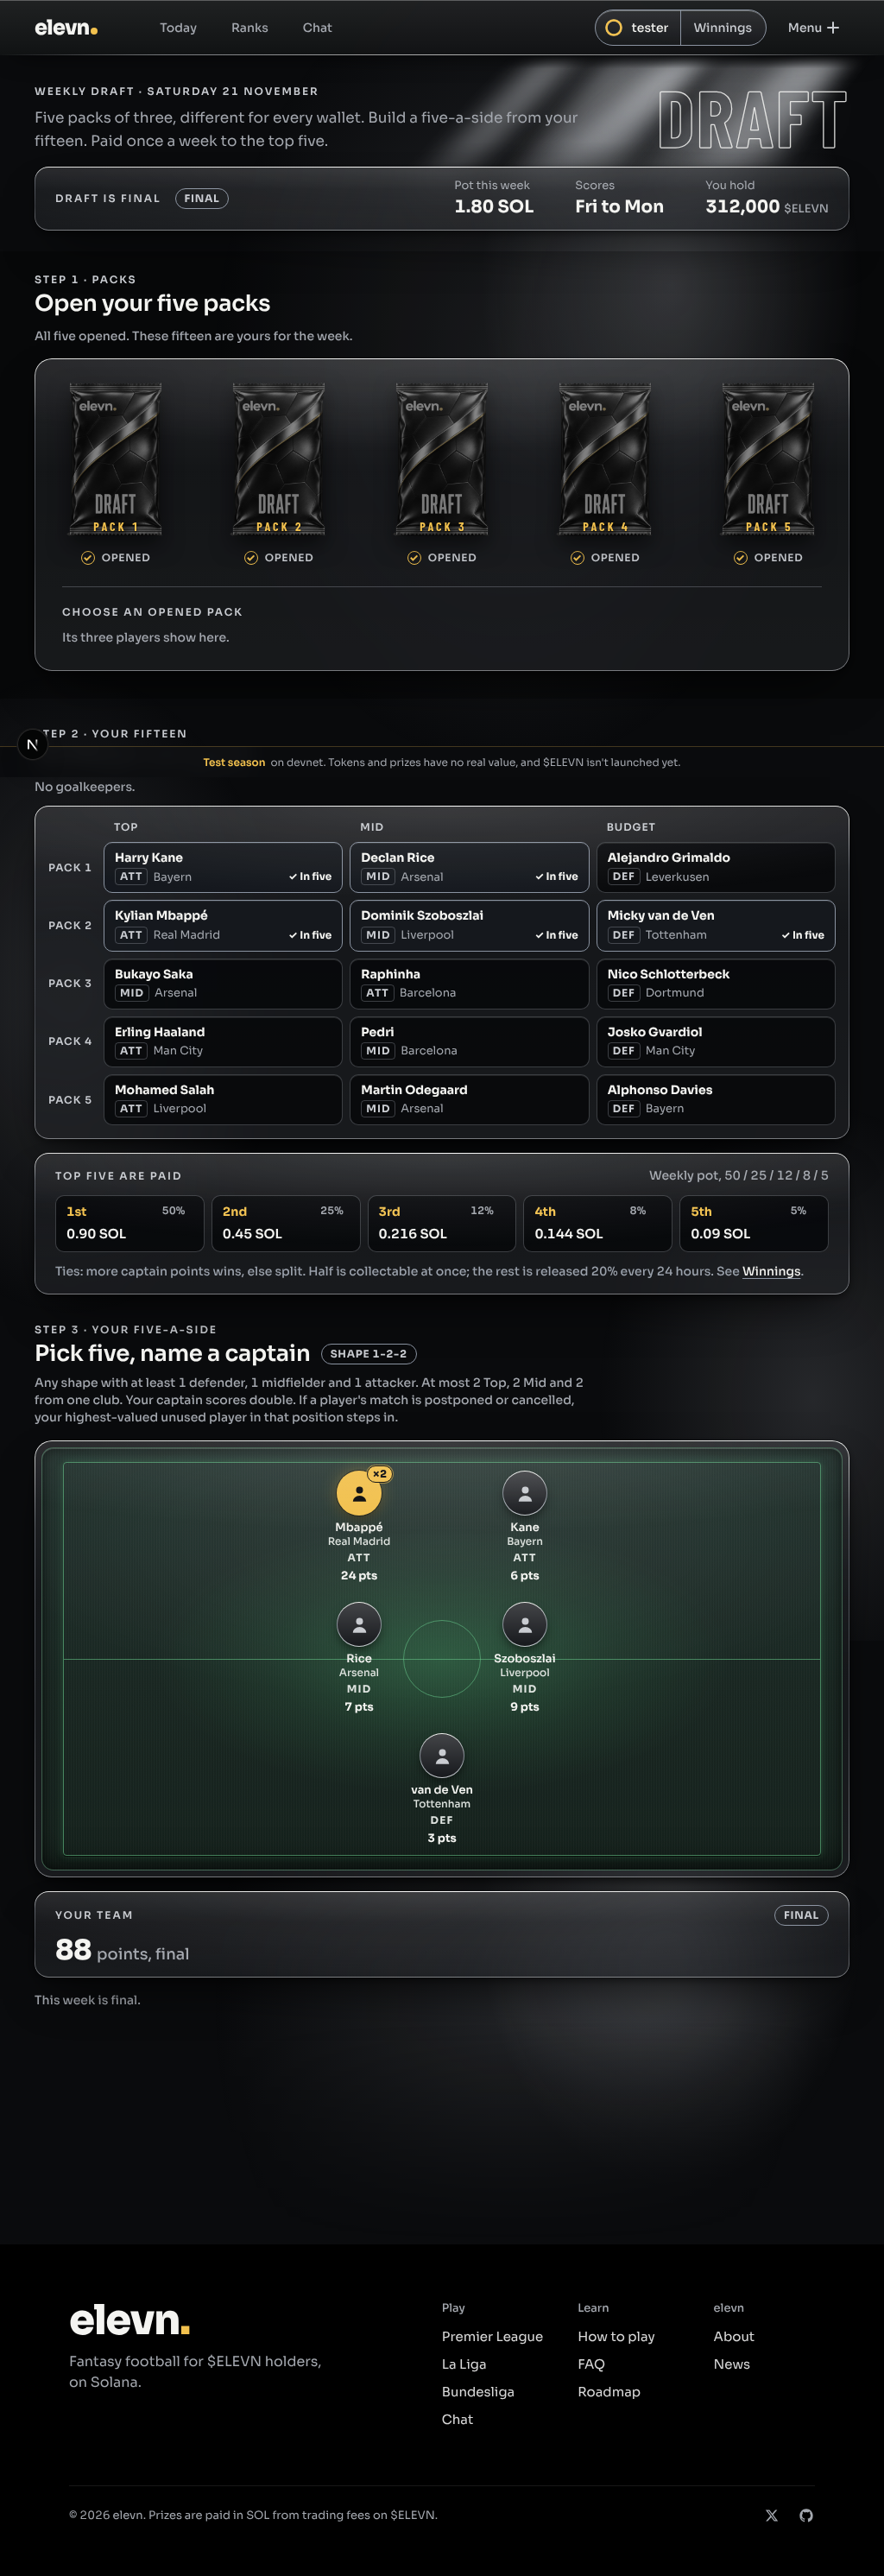 elevn.
Today
Ranks
Chat
tester
Winnings
Menu
WEEKLY DRAFT · SATURDAY 21 NOVEMBER
Five packs of three, different for every wallet. Build a five-a-side from your
fifteen. Paid once a week to the top five.
DRAFT
DRAFT IS FINAL
FINAL
Pot this week
1.80 SOL
Scores
Fri to Mon
You hold
312,000 $ELEVN
STEP 1 · PACKS
Open your five packs
All five opened. These fifteen are yours for the week.
elevn.
DRAFT
PACK 1
elevn.
DRAFT
PACK 2
elevn.
DRAFT
PACK 3
elevn.
DRAFT
PACK 4
elevn.
DRAFT
PACK 5
OPENED
OPENED
OPENED
OPENED
OPENED
CHOOSE AN OPENED PACK
Its three players show here.
TEP 2 · YOUR FIFTEEN
N
Test season on devnet. Tokens and prizes have no real value, and $ELEVN isn't launched yet.
No goalkeepers.
TOP
MID
BUDGET
PACK 1
Harry Kane
ATT Bayern
✓ In five
Declan Rice
MID Arsenal
✓ In five
Alejandro Grimaldo
DEF Leverkusen
PACK 2
Kylian Mbappé
ATT Real Madrid
✓ In five
Dominik Szoboszlai
MID Liverpool
✓ In five
Micky van de Ven
DEF Tottenham
✓ In five
PACK 3
Bukayo Saka
MID Arsenal
Raphinha
ATT Barcelona
Nico Schlotterbeck
DEF Dortmund
PACK 4
Erling Haaland
ATT Man City
Pedri
MID Barcelona
Josko Gvardiol
DEF Man City
PACK 5
Mohamed Salah
ATT Liverpool
Martin Odegaard
MID Arsenal
Alphonso Davies
DEF Bayern
TOP FIVE ARE PAID
Weekly pot, 50 / 25 / 12 / 8 / 5
1st 50%
0.90 SOL
2nd 25%
0.45 SOL
3rd 12%
0.216 SOL
4th 8%
0.144 SOL
5th 5%
0.09 SOL
Ties: more captain points wins, else split. Half is collectable at once; the rest is released 20% every 24 hours. See Winnings.
STEP 3 · YOUR FIVE-A-SIDE
Pick five, name a captain
SHAPE 1-2-2
Any shape with at least 1 defender, 1 midfielder and 1 attacker. At most 2 Top, 2 Mid and 2
from one club. Your captain scores double. If a player's match is postponed or cancelled,
your highest-valued unused player in that position steps in.
×2
Mbappé
Real Madrid
ATT
24 pts
Kane
Bayern
ATT
6 pts
Rice
Arsenal
MID
7 pts
Szoboszlai
Liverpool
MID
9 pts
van de Ven
Tottenham
DEF
3 pts
YOUR TEAM
FINAL
88 points, final
This week is final.
elevn.
Fantasy football for $ELEVN holders,
on Solana.
Play
Premier League
La Liga
Bundesliga
Chat
Learn
How to play
FAQ
Roadmap
elevn
About
News
© 2026 elevn. Prizes are paid in SOL from trading fees on $ELEVN.